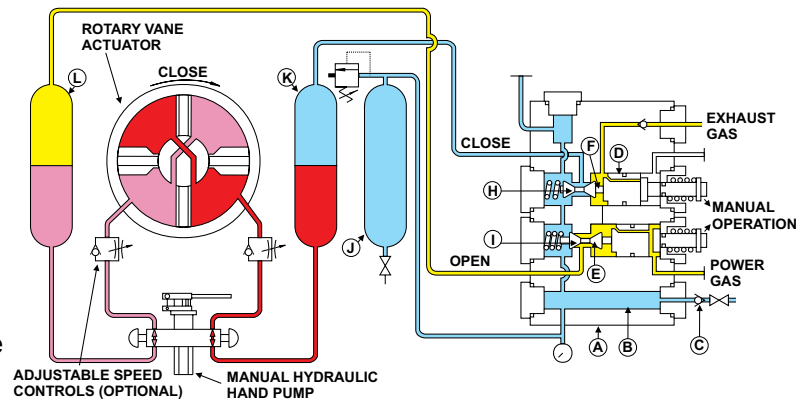 ROTARY VANE
ACTUATOR
CLOSE
L
K
J
CLOSE
OPEN
F
D
H
I
E
A
B
C
EXHAUST
GAS
MANUAL
OPERATION
POWER
GAS
e
ADJUSTABLE SPEED
CONTROLS (OPTIONAL)
MANUAL HYDRAULIC
HAND PUMP